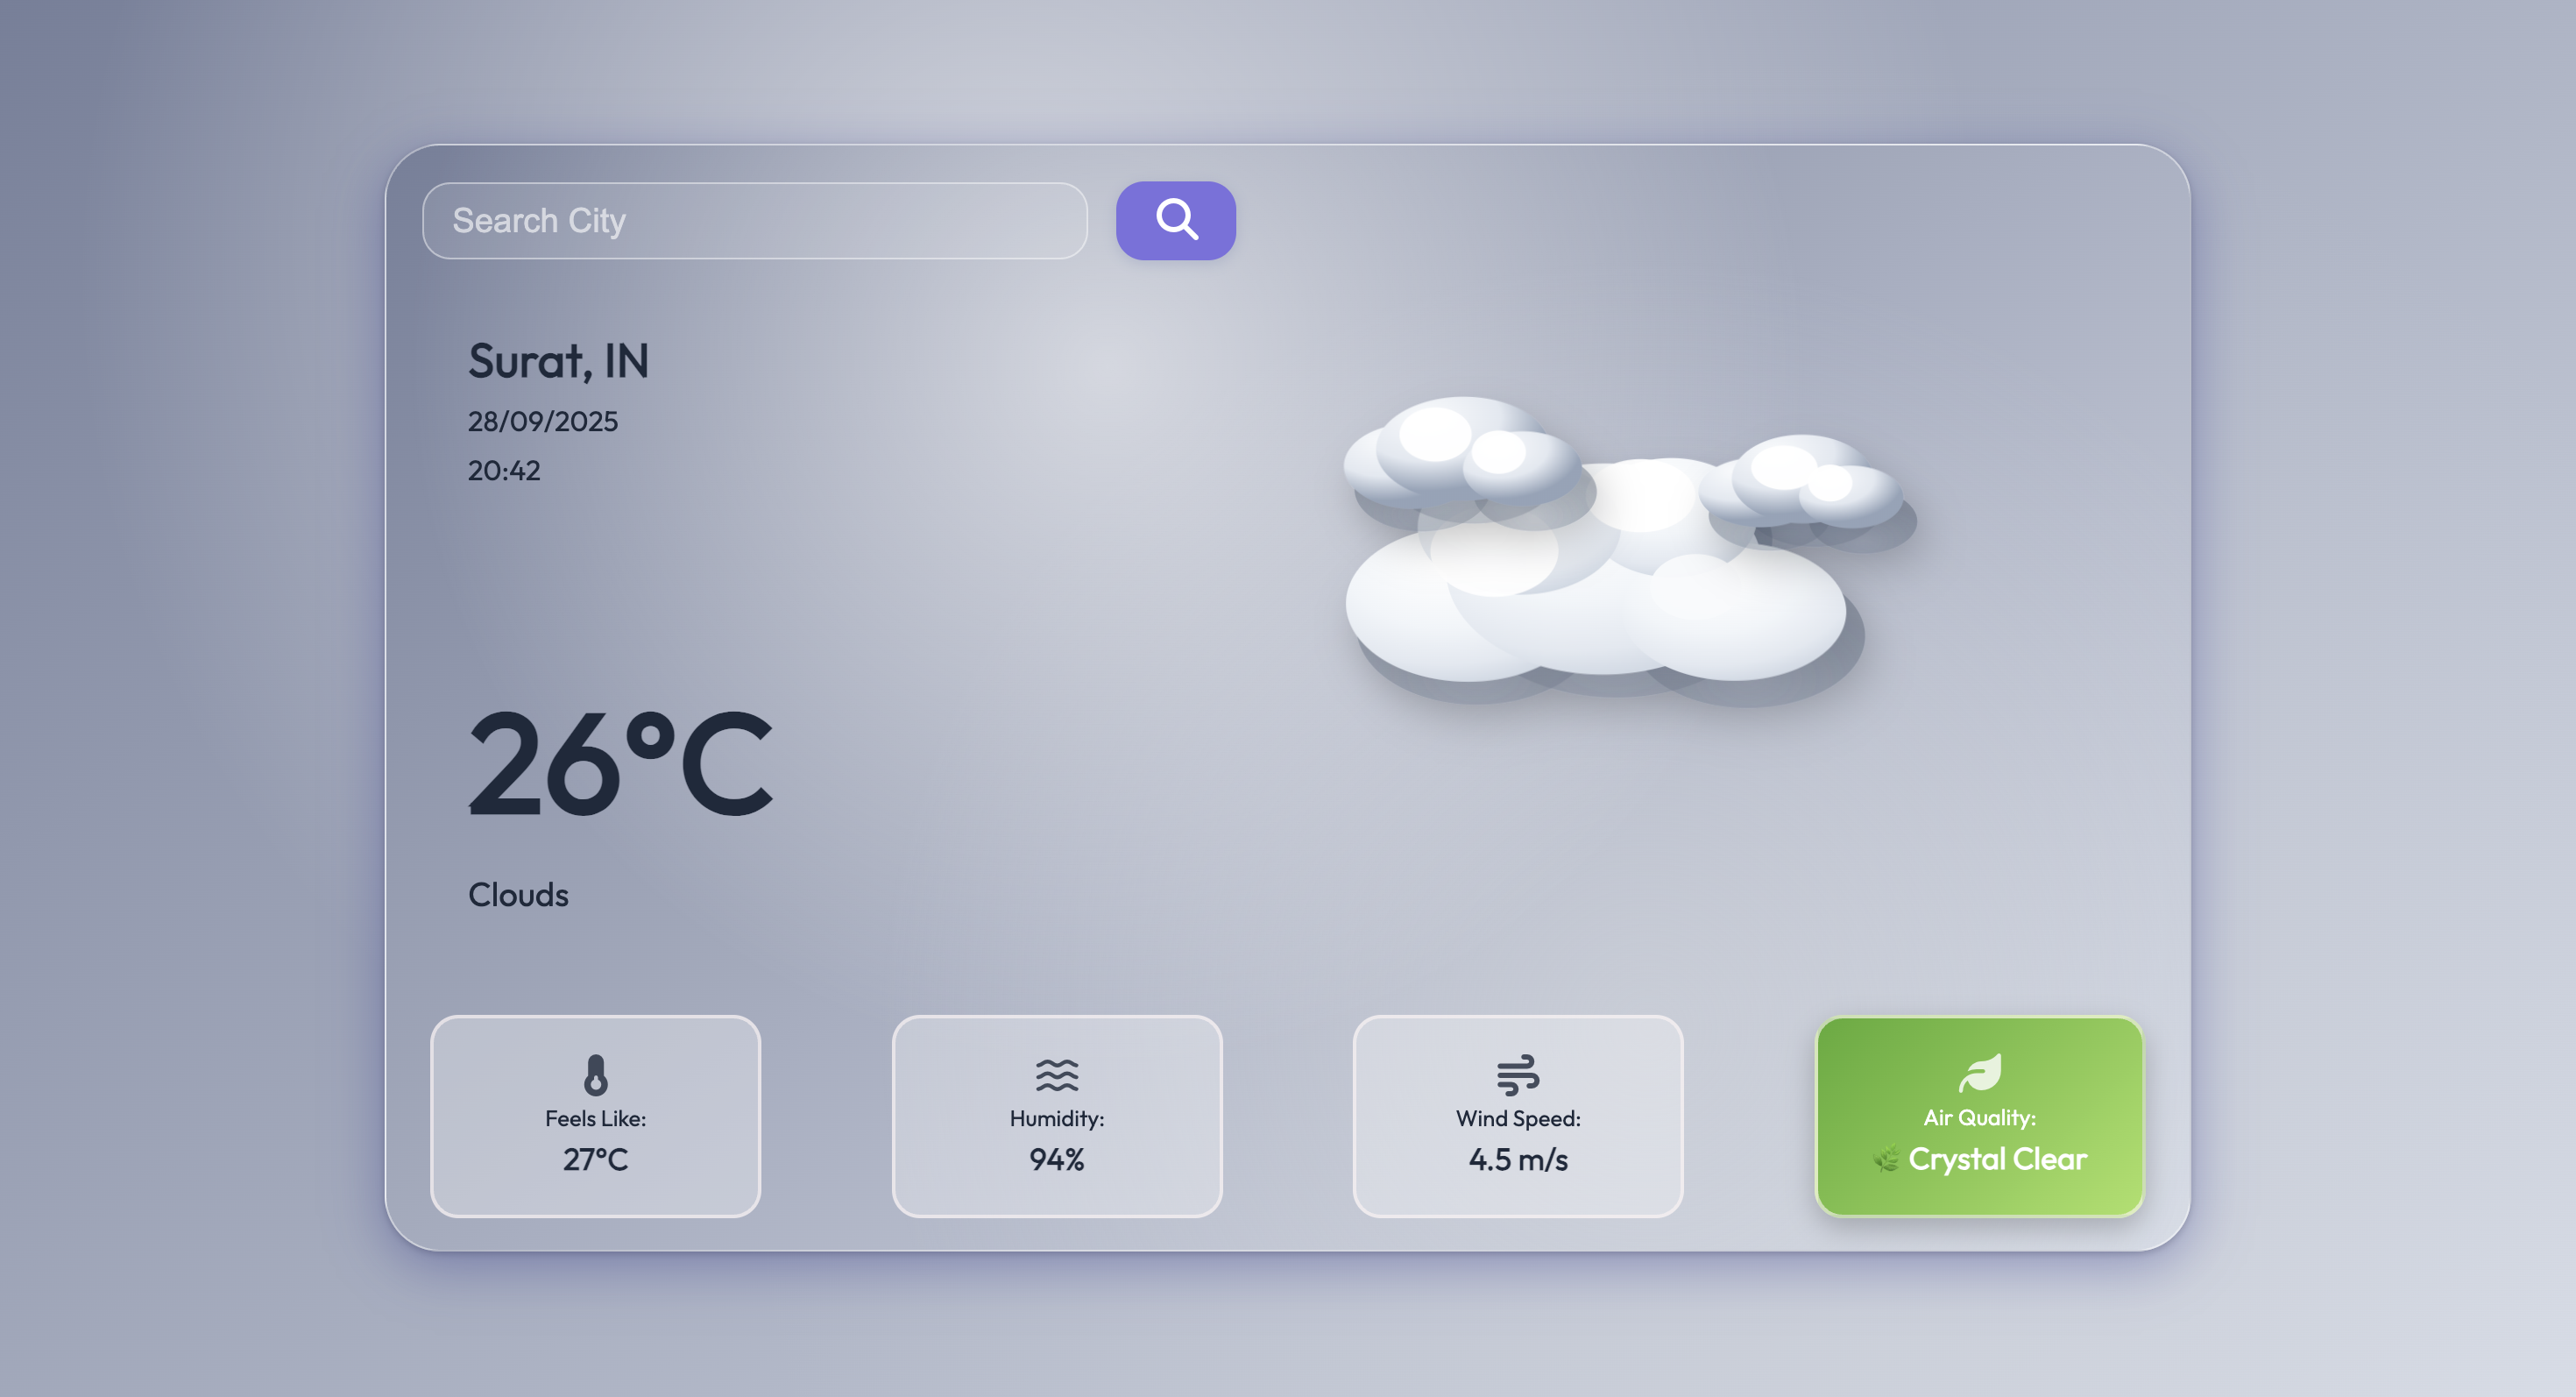 Search City
Surat, IN
28/09/2025
20:42
26°C
Clouds
Feels Like:
27°C
Humidity:
94%
Wind Speed:
4.5 m/s
Air Quality:
🌿 Crystal Clear